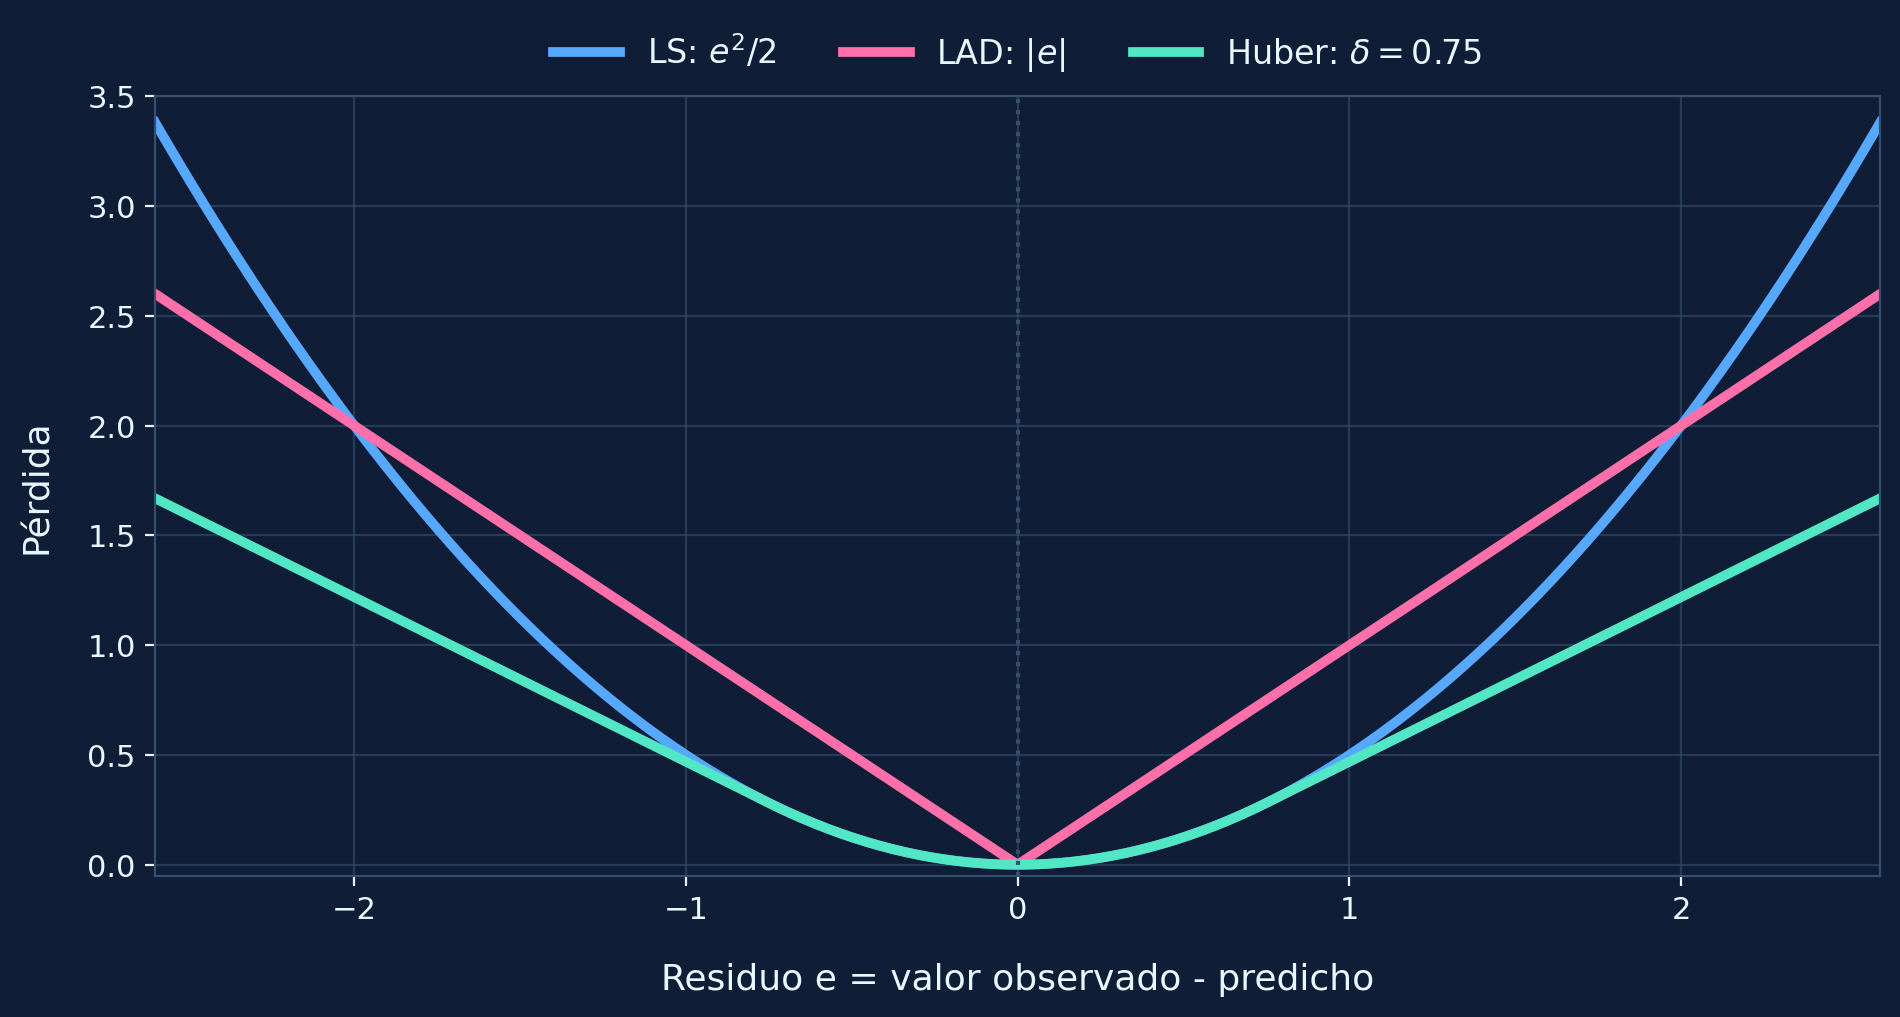 LS: e²/2 LAD: |e| Huber: δ = 0.75
3.5
3.0
2.5
2.0
1.5
1.0
0.5
0.0
Pérdida
−2 −1 0 1 2
Residuo e = valor observado - predicho